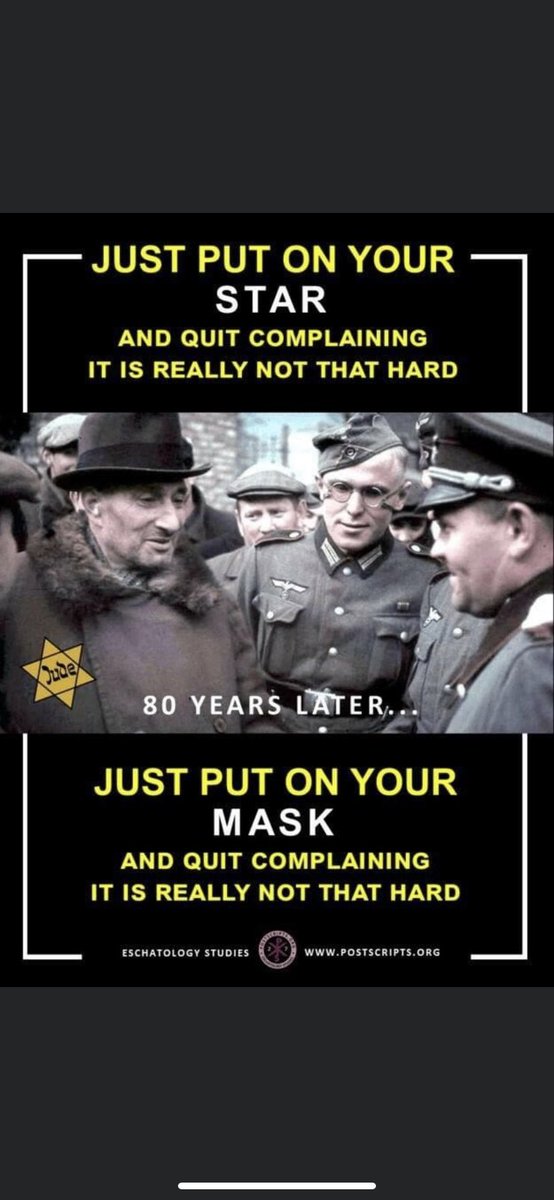 JUST PUT ON YOUR
STAR
AND QUIT COMPLAINING
IT IS REALLY NOT THAT HARD
Jude
80 YEARS LATER...
JUST PUT ON YOUR
MASK
AND QUIT COMPLAINING
IT IS REALLY NOT THAT HARD
ESCHATOLOGY STUDIES WWW.POSTSCRIPTS.ORG